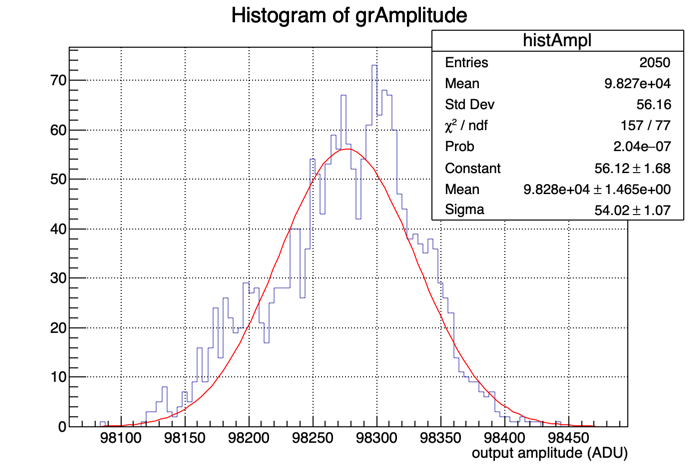 Histogram of grAmplitude
histAmpl
Entries 2050
Mean 9.827e+04
Std Dev 56.16
χ² / ndf 157 / 77
Prob 2.04e−07
Constant 56.12 ± 1.68
Mean 9.828e+04 ± 1.465e+00
Sigma 54.02 ± 1.07
70
60
50
40
30
20
10
0
98100 98150 98200 98250 98300 98350 98400 98450
output amplitude (ADU)